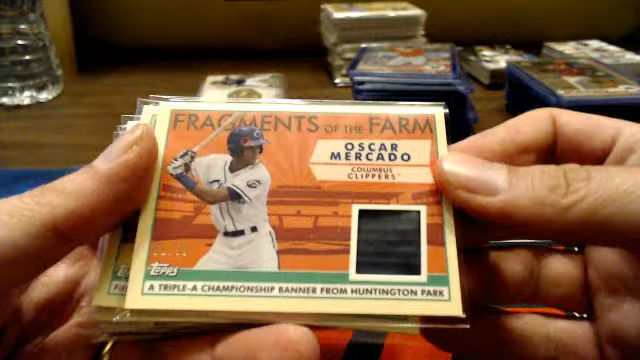 FRAGMENTS OF THE FARM
OSCAR
MERCADO
COLUMBUS
CLIPPERS
Topps
A TRIPLE-A CHAMPIONSHIP BANNER FROM HUNTINGTON PARK